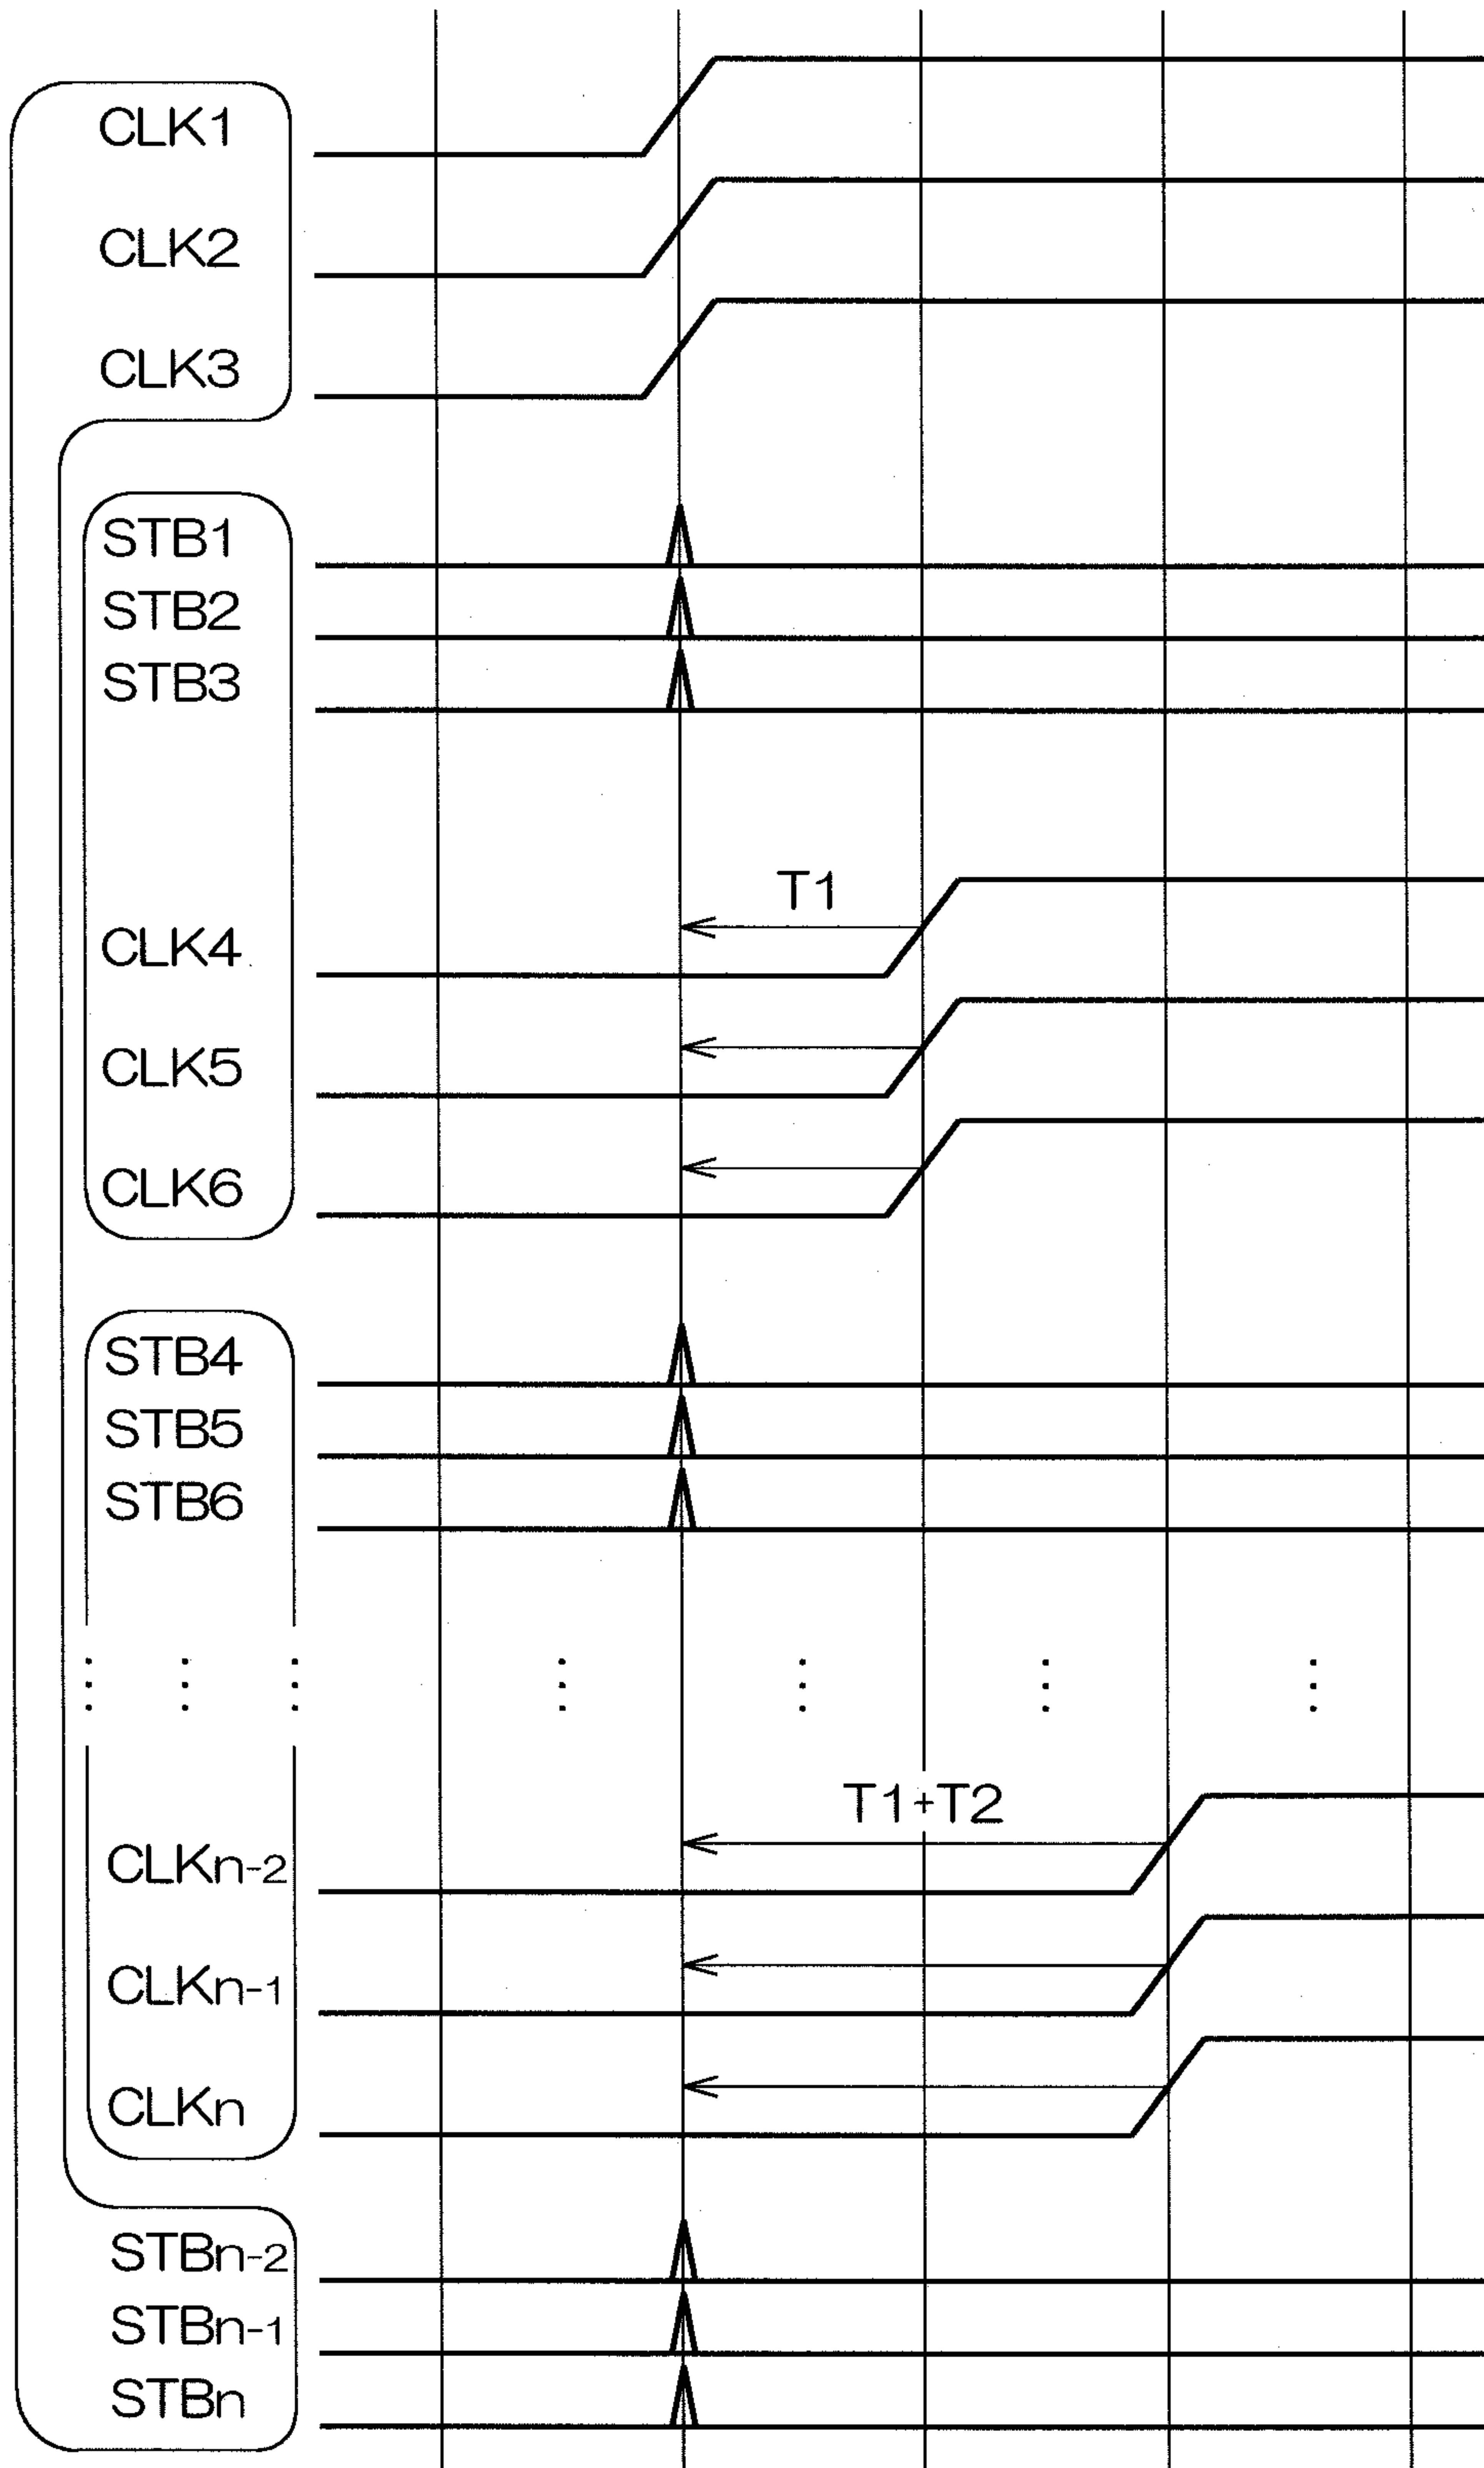 CLK1
CLK2
CLK3
STB1
STB2
STB3
T1
CLK4
CLK5
CLK6
STB4
STB5
STB6
T1+T2
CLKn-2
CLKn-1
CLKn
STBn-2
STBn-1
STBn